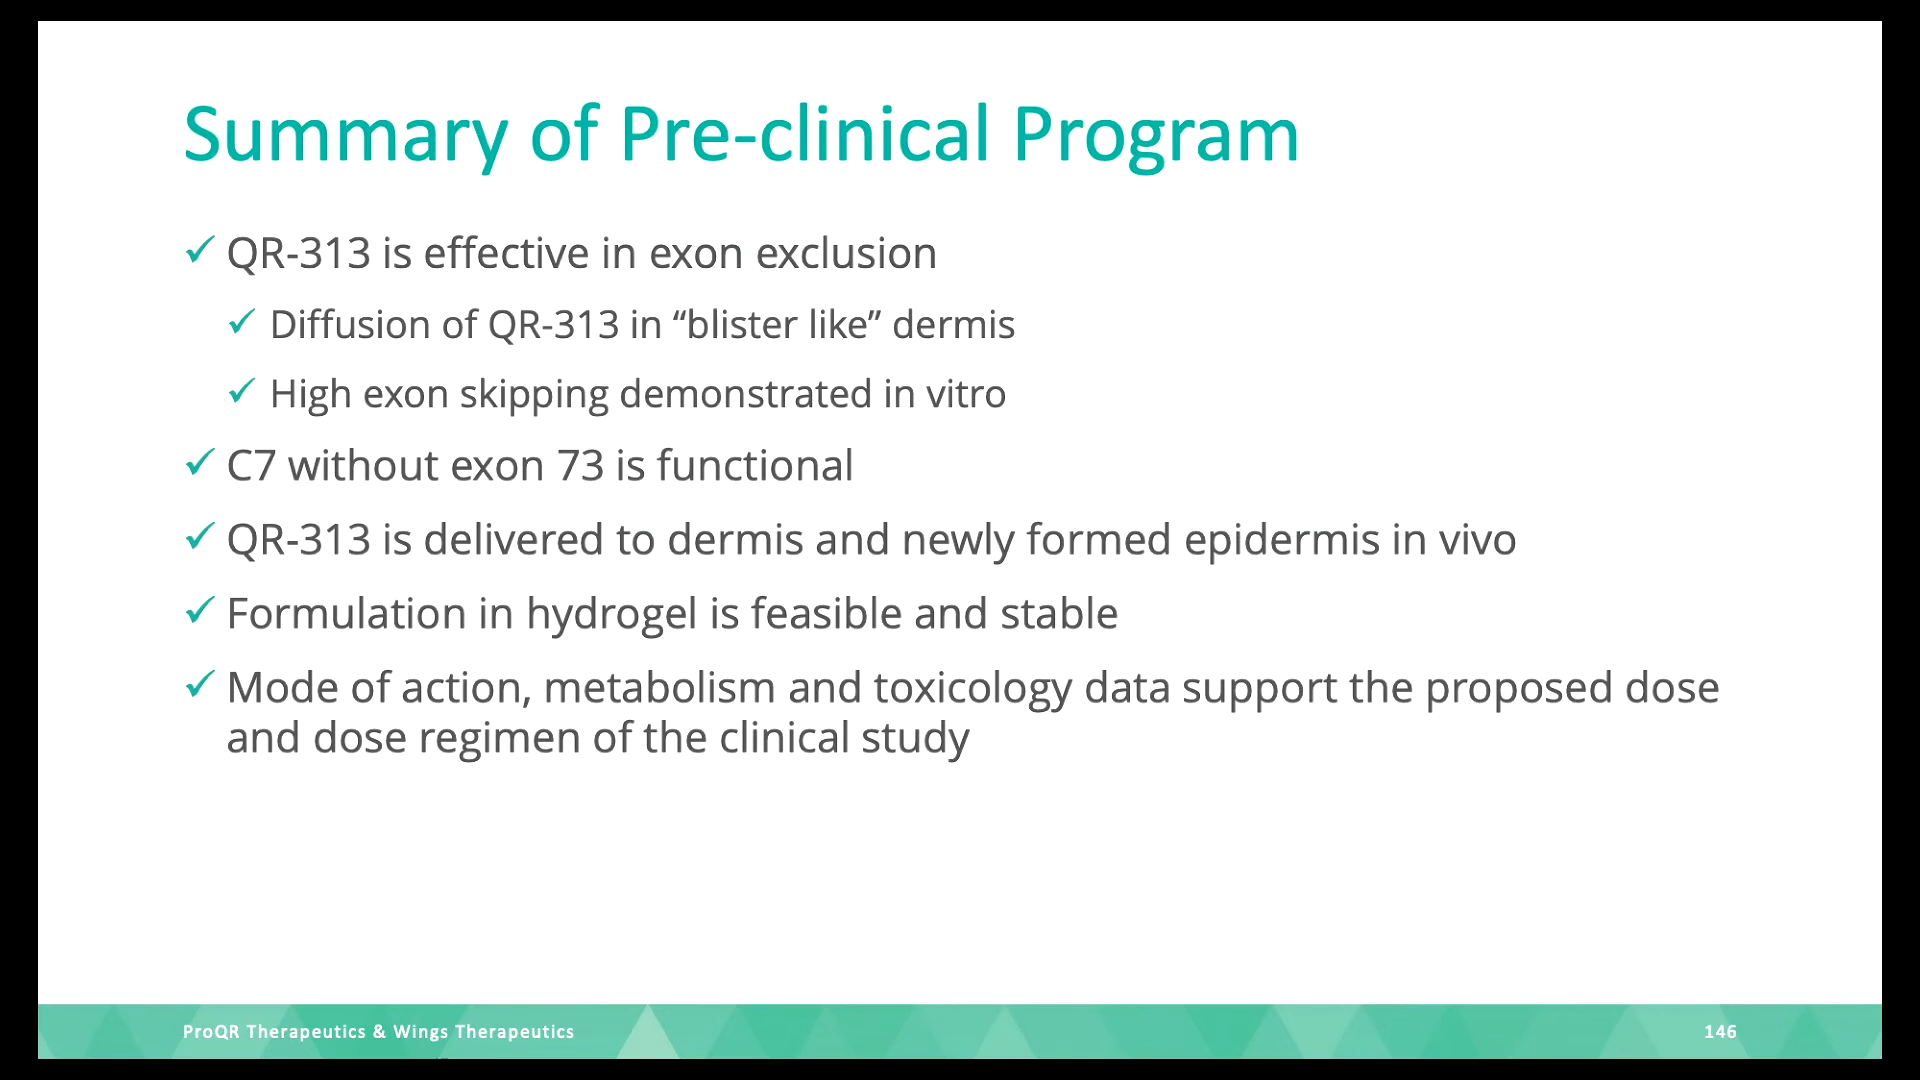 Summary of Pre-clinical Program
✓ QR-313 is effective in exon exclusion
✓ Diffusion of QR-313 in “blister like” dermis
✓ High exon skipping demonstrated in vitro
✓ C7 without exon 73 is functional
✓ QR-313 is delivered to dermis and newly formed epidermis in vivo
✓ Formulation in hydrogel is feasible and stable
✓ Mode of action, metabolism and toxicology data support the proposed dose
and dose regimen of the clinical study
ProQR Therapeutics & Wings Therapeutics
146